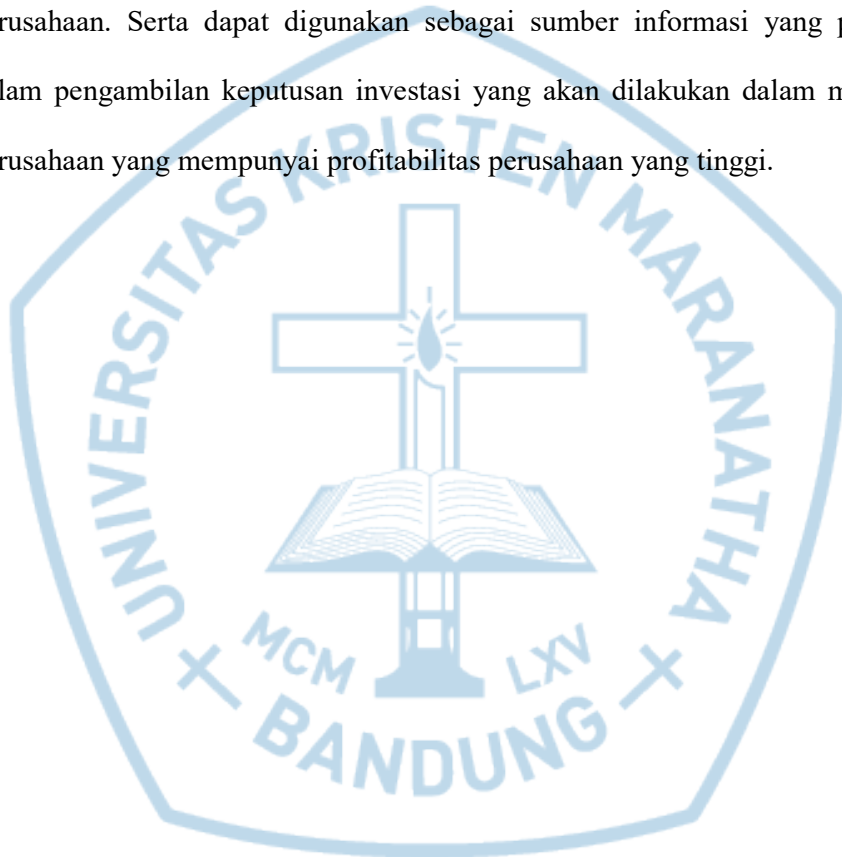 rusahaan. Serta dapat digunakan sebagai sumber informasi yang p
lam pengambilan keputusan investasi yang akan dilakukan dalam m
rusahaan yang mempunyai profitabilitas perusahaan yang tinggi.
UNIVERSITAS KRISTEN MARANATHA
MCM LXV
BANDUNG